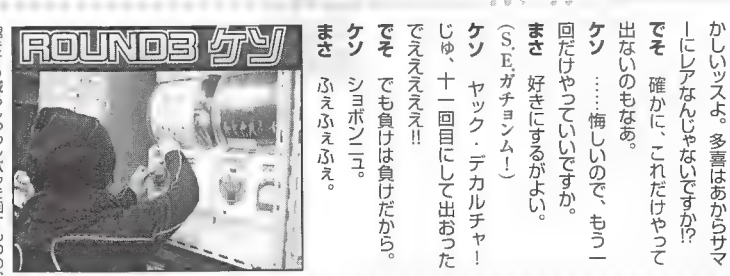 かしいッスよ。多喜はあからサマ
ーにレアなんじゃないですか!?
でそ　確かに、これだけやって
出ないのもなあ。
ケソ　……悔しいので、もう一
回だけやっていいですか。
まさ　好きにするがよい。
(S.E.ガチョンム!)
ケソ　ヤック・デカルチャー!
じゅ、十一回目にして出おった
でえええええ!!
でそ　でも負けは負けだから。
ケソ　ショボンニュ。
まさ　ふぇふぇふぇ。
ROUND3 ケソ